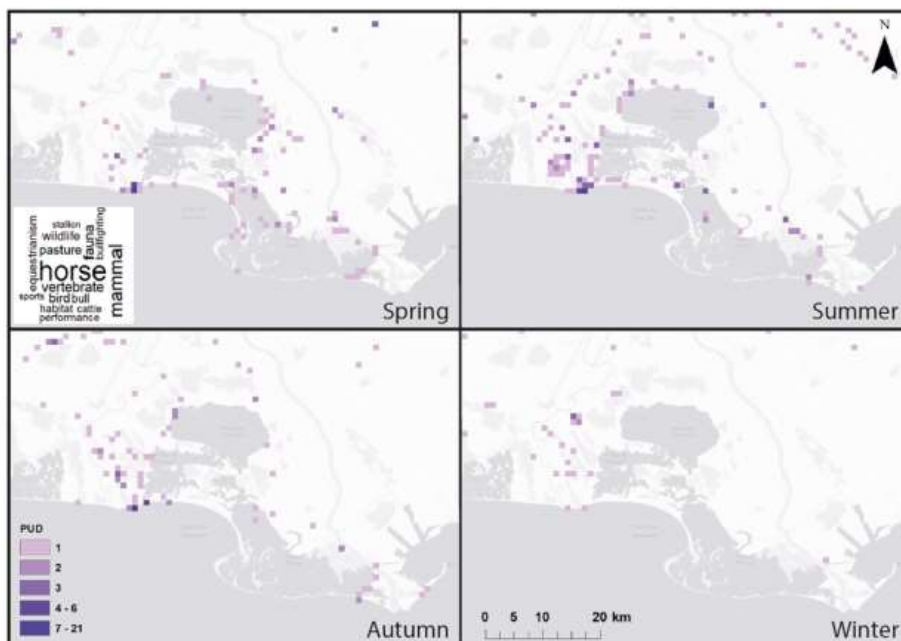 N
equestrianism
stallion
wildlife
fauna
bullfighting
pasture
horse
mammal
vertebrate
sports
bird bull
habitat cattle
performance
Spring
Summer
PUD
1
2
3
4 - 6
7 - 21
Autumn
0 5 10 20 km
Winter